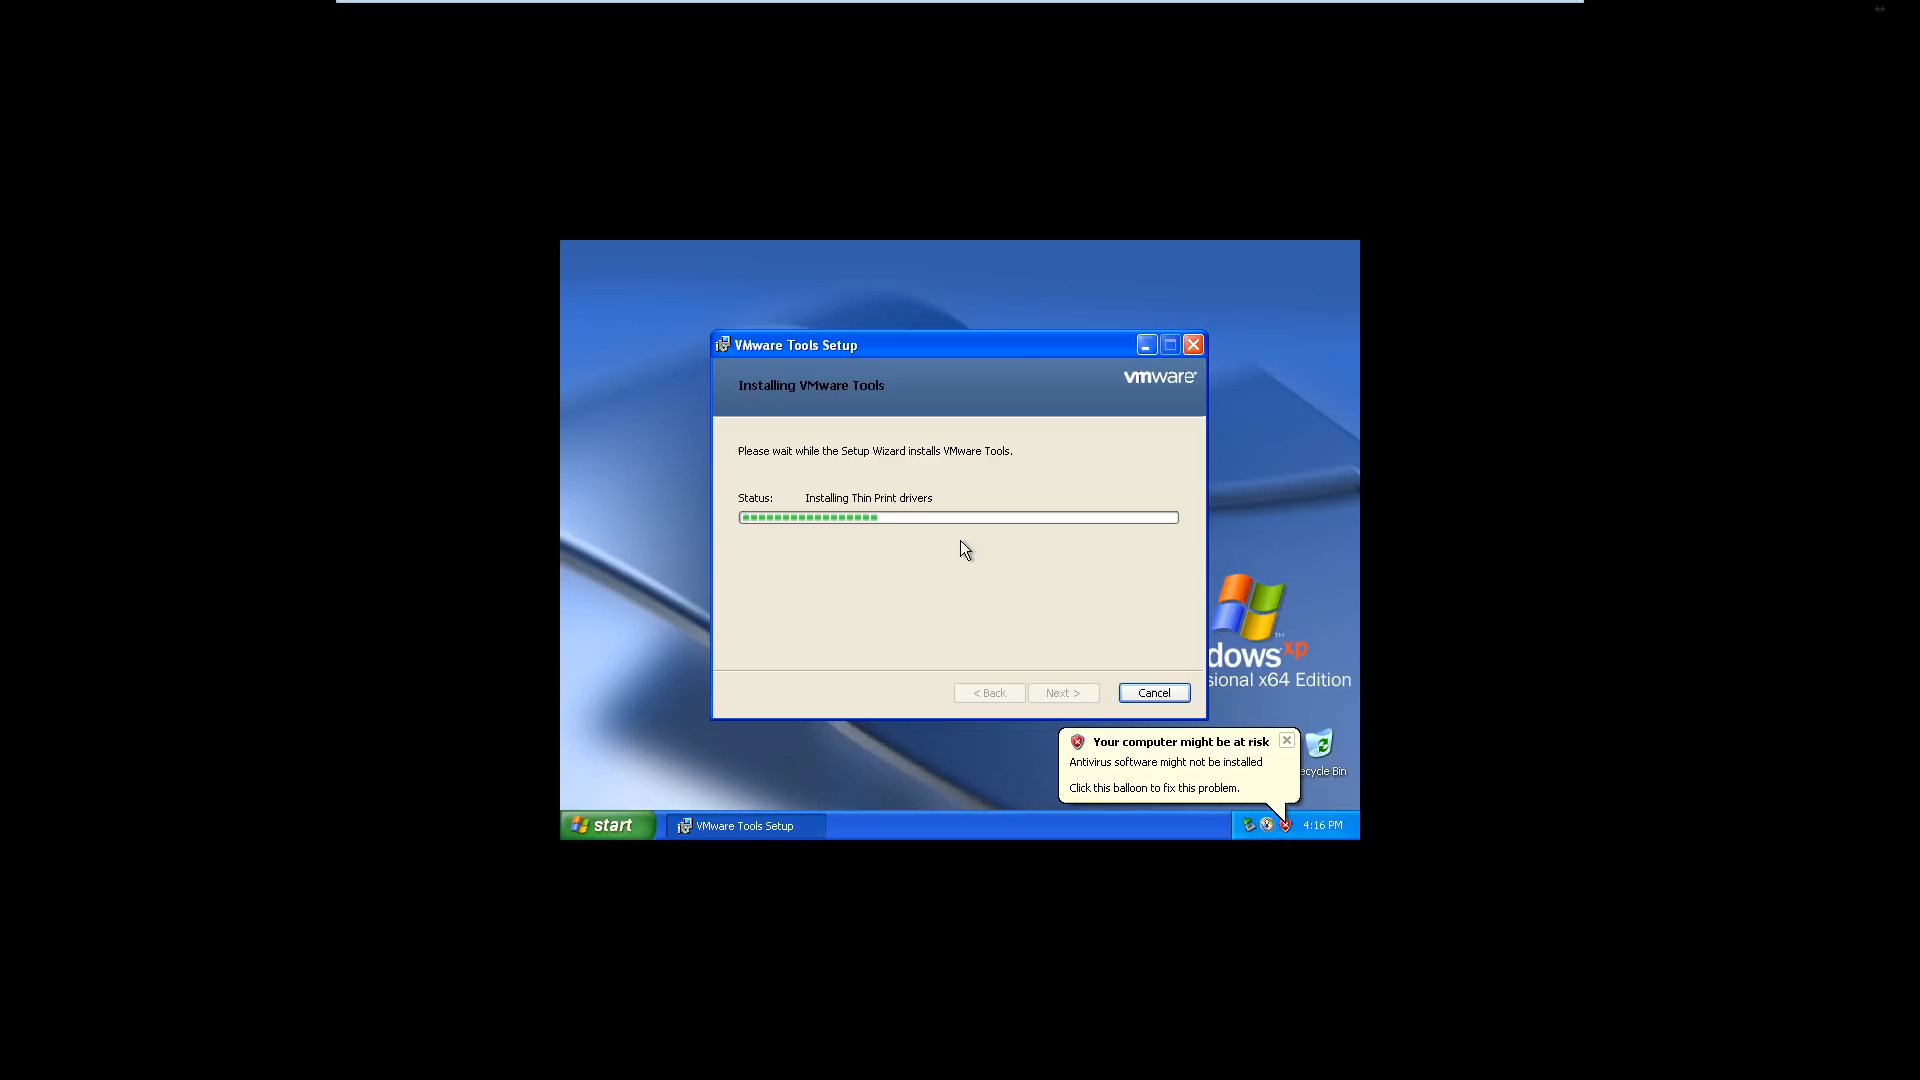 VMware Tools Setup
Installing VMware Tools
vmware
Please wait while the Setup Wizard installs VMware Tools.
Status: Installing Thin Print drivers
< Back Next > Cancel
dows xp
sional x64 Edition
Your computer might be at risk
Antivirus software might not be installed
Click this balloon to fix this problem.
ecycle Bin
start VMware Tools Setup 4:16 PM